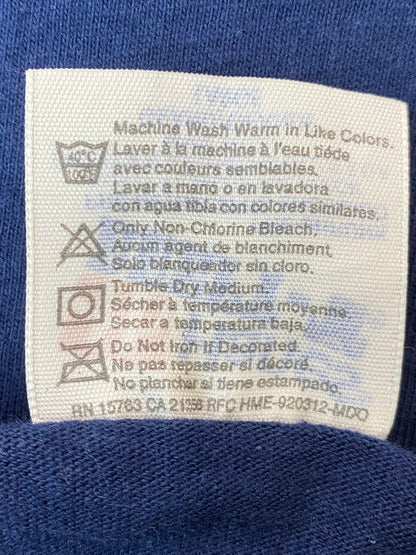 Machine Wash Warm in Like Colors.
40°C
100°F
Laver à la machine à l'eau tiéde
avec couleurs semblables.
Lavar a mano o en lavadora
con agua tibia con colores similares.
Only Non-Chlorine Bleach.
Aucun agent de blanchiment.
Solo blanqueador sin cloro.
Tumble Dry Medium.
Sécher à température moyenne.
Secar a temperatura baja.
Do Not Iron If Decorated.
Ne pas repasser si décoré.
No planchar si tiene estampado.
RN 15763 CA 21356 RFC HME-920312-MDQ